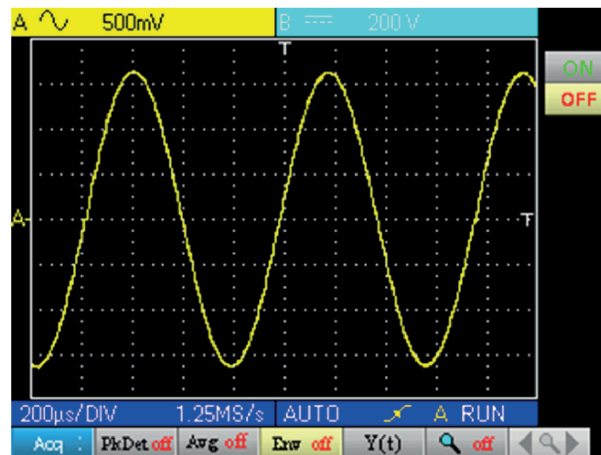 A 500mV B 200 V
T
ON
OFF
A T
200µs/DIV 1.25MS/s AUTO A RUN
Acq : PkDet off Avg off Env off Y(t) off